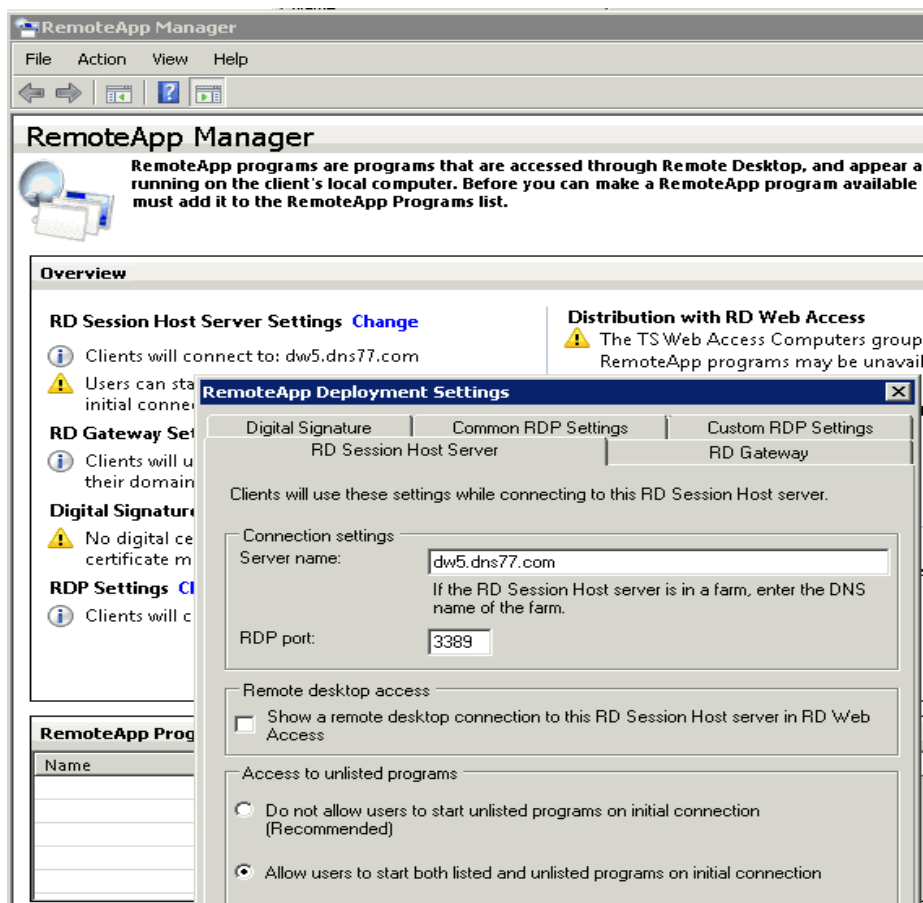 RemoteApp Manager
File Action View Help
RemoteApp Manager
RemoteApp programs are programs that are accessed through Remote Desktop, and appear a
running on the client's local computer. Before you can make a RemoteApp program available
must add it to the RemoteApp Programs list.
Overview
RD Session Host Server Settings Change
Clients will connect to: dw5.dns77.com
Users can sta
initial conne
RD Gateway Set
Clients will u
their domain
Digital Signature
No digital ce
certificate m
RDP Settings Cl
Clients will c
Distribution with RD Web Access
The TS Web Access Computers group
RemoteApp programs may be unavail
RemoteApp Prog
Name
RemoteApp Deployment Settings
Digital Signature Common RDP Settings Custom RDP Settings
RD Session Host Server RD Gateway
Clients will use these settings while connecting to this RD Session Host server.
Connection settings
Server name: dw5.dns77.com
If the RD Session Host server is in a farm, enter the DNS
name of the farm.
RDP port: 3389
Remote desktop access
Show a remote desktop connection to this RD Session Host server in RD Web
Access
Access to unlisted programs
Do not allow users to start unlisted programs on initial connection
(Recommended)
Allow users to start both listed and unlisted programs on initial connection